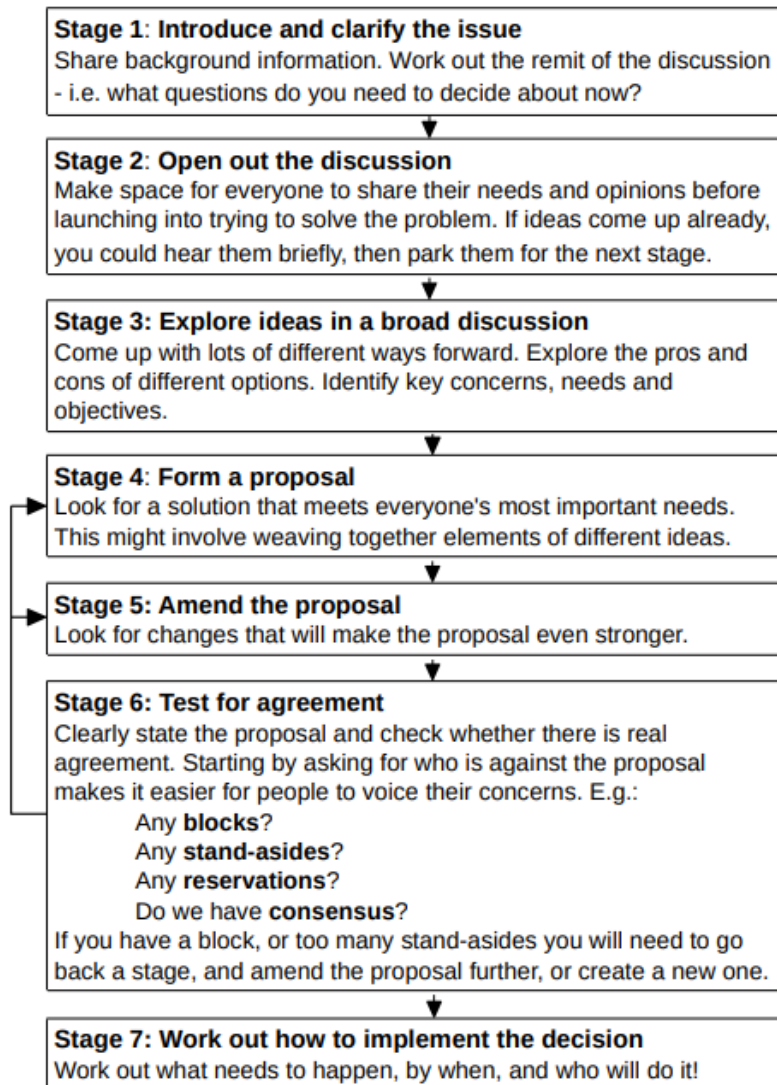 Stage 1: Introduce and clarify the issue
Share background information. Work out the remit of the discussion
- i.e. what questions do you need to decide about now?
Stage 2: Open out the discussion
Make space for everyone to share their needs and opinions before
launching into trying to solve the problem. If ideas come up already,
you could hear them briefly, then park them for the next stage.
Stage 3: Explore ideas in a broad discussion
Come up with lots of different ways forward. Explore the pros and
cons of different options. Identify key concerns, needs and
objectives.
Stage 4: Form a proposal
Look for a solution that meets everyone's most important needs.
This might involve weaving together elements of different ideas.
Stage 5: Amend the proposal
Look for changes that will make the proposal even stronger.
Stage 6: Test for agreement
Clearly state the proposal and check whether there is real
agreement. Starting by asking for who is against the proposal
makes it easier for people to voice their concerns. E.g.:
Any blocks?
Any stand-asides?
Any reservations?
Do we have consensus?
If you have a block, or too many stand-asides you will need to go
back a stage, and amend the proposal further, or create a new one.
Stage 7: Work out how to implement the decision
Work out what needs to happen, by when, and who will do it!